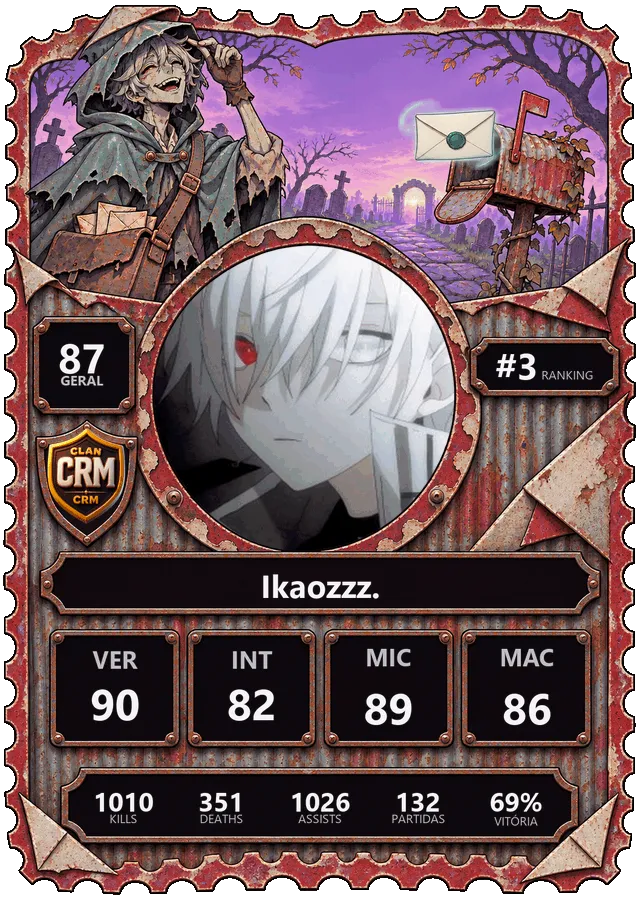 87
GERAL
#3 RANKING
CLAN
CRM
CRM
Ikaozzz.
VER INT MIC MAC
90 82 89 86
1010 351 1026 132 69%
KILLS DEATHS ASSISTS PARTIDAS VITÓRIA